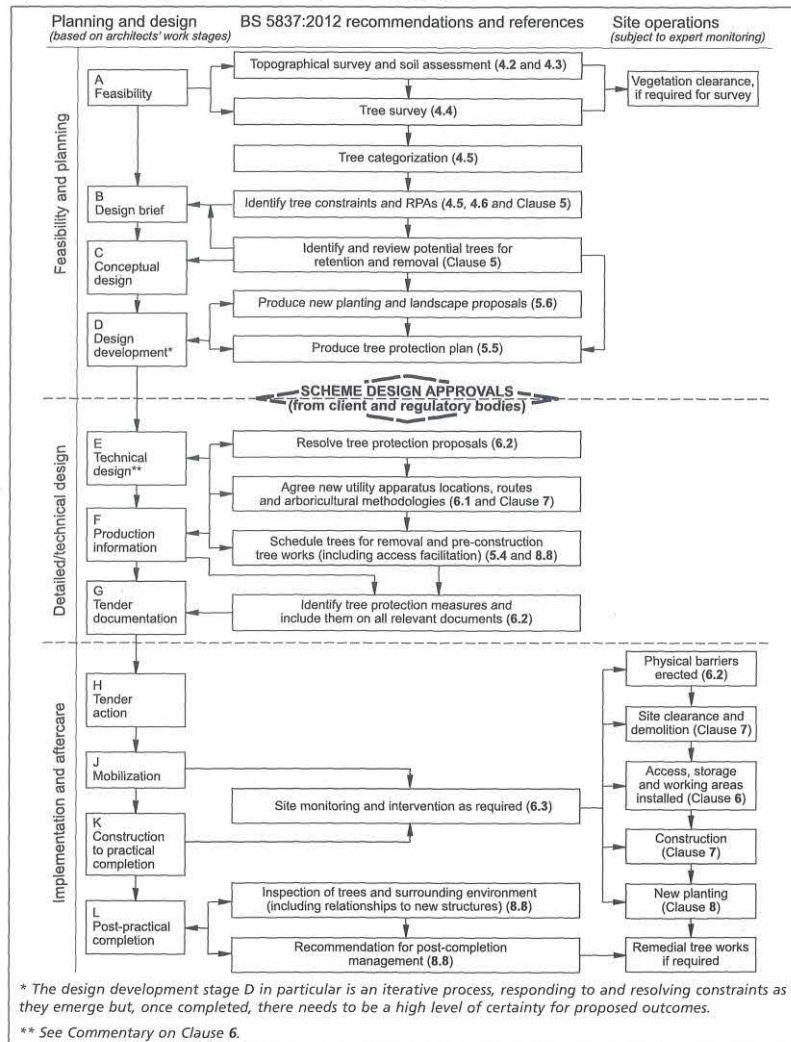 Planning and design
(based on architects' work stages)
BS 5837:2012 recommendations and references
Site operations
(subject to expert monitoring)
Feasibility and planning
A
Feasibility
Topographical survey and soil assessment (4.2 and 4.3)
Tree survey (4.4)
Vegetation clearance,
if required for survey
Tree categorization (4.5)
B
Design brief
Identify tree constraints and RPAs (4.5, 4.6 and Clause 5)
C
Conceptual
design
Identify and review potential trees for
retention and removal (Clause 5)
D
Design
development*
Produce new planting and landscape proposals (5.6)
Produce tree protection plan (5.5)
SCHEME DESIGN APPROVALS
(from client and regulatory bodies)
Detailed/technical design
E
Technical
design**
Resolve tree protection proposals (6.2)
Agree new utility apparatus locations, routes
and arboricultural methodologies (6.1 and Clause 7)
F
Production
information
Schedule trees for removal and pre-construction
tree works (including access facilitation) (5.4 and 8.8)
G
Tender
documentation
Identify tree protection measures and
include them on all relevant documents (6.2)
Implementation and aftercare
H
Tender
action
J
Mobilization
K
Construction
to practical
completion
Site monitoring and intervention as required (6.3)
Physical barriers
erected (6.2)
Site clearance and
demolition (Clause 7)
Access, storage
and working areas
installed (Clause 6)
Construction
(Clause 7)
New planting
(Clause 8)
L
Post-practical
completion
Inspection of trees and surrounding environment
(including relationships to new structures) (8.8)
Recommendation for post-completion
management (8.8)
Remedial tree works
if required
* The design development stage D in particular is an iterative process, responding to and resolving constraints as
they emerge but, once completed, there needs to be a high level of certainty for proposed outcomes.
** See Commentary on Clause 6.